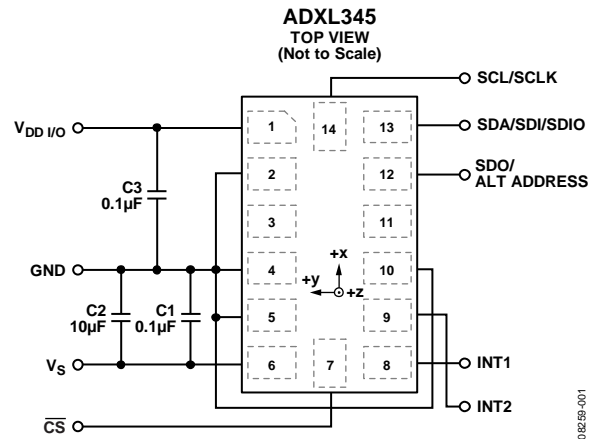 ADXL345
TOP VIEW
(Not to Scale)
SCL/SCLK
VDD I/O
1
14
13
SDA/SDI/SDIO
2
12
SDO/
ALT ADDRESS
C3
0.1µF
3
11
+x
GND
4
+y
+z
10
C2
10µF
C1
0.1µF
5
9
VS
6
7
8
INT1
INT2
CS
08259-001